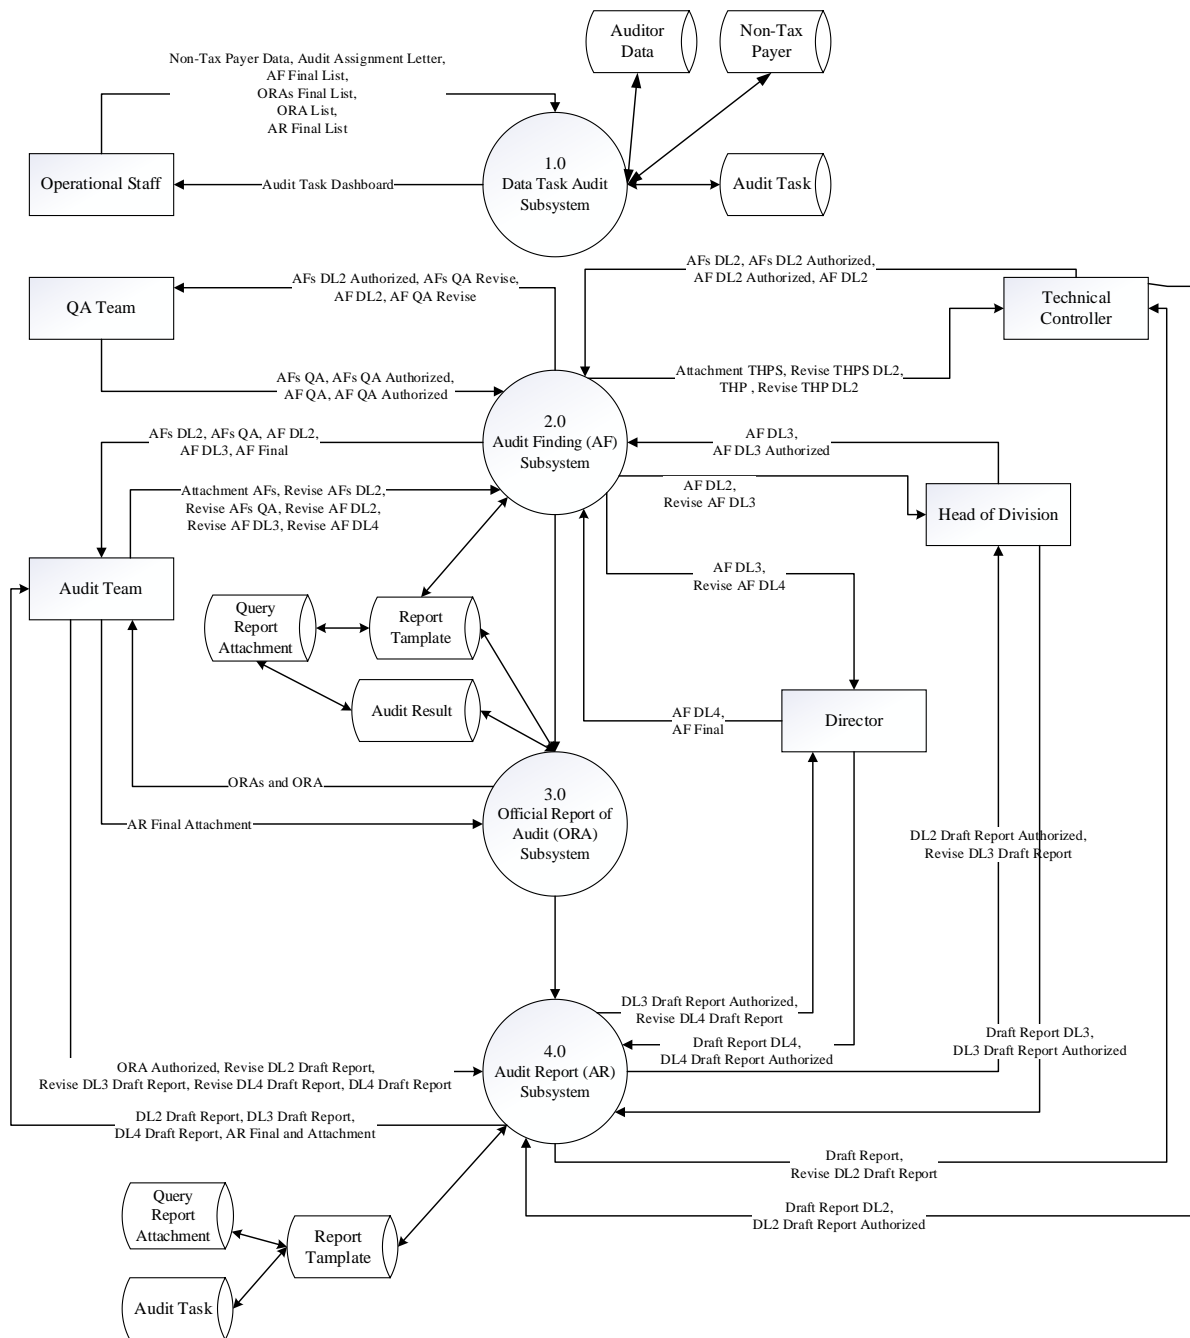 Auditor
Data
Non-Tax
Payer
Non-Tax Payer Data, Audit Assignment Letter,
AF Final List,
ORAs Final List,
ORA List,
AR Final List
1.0
Data Task Audit
Subsystem
Operational Staff
Audit Task Dashboard
Audit Task
AFs DL2 Authorized, AFs QA Revise,
AF DL2, AF QA Revise
AFs DL2, AFs DL2 Authorized,
AF DL2 Authorized, AF DL2
QA Team
Technical
Controller
AFs QA, AFs QA Authorized,
AF QA, AF QA Authorized
Attachment THPS, Revise THPS DL2,
THP , Revise THP DL2
2.0
Audit Finding (AF)
Subsystem
AFs DL2, AFs QA, AF DL2,
AF DL3, AF Final
AF DL3,
AF DL3 Authorized
Attachment AFs, Revise AFs DL2,
Revise AFs QA, Revise AF DL2,
Revise AF DL3, Revise AF DL4
AF DL2,
Revise AF DL3
Head of Division
Audit Team
AF DL3,
Revise AF DL4
Query
Report
Attachment
Report
Tamplate
Audit Result
AF DL4,
AF Final
Director
ORAs and ORA
3.0
Official Report of
Audit (ORA)
Subsystem
AR Final Attachment
DL2 Draft Report Authorized,
Revise DL3 Draft Report
DL3 Draft Report Authorized,
Revise DL4 Draft Report
Draft Report DL4,
DL4 Draft Report Authorized
Draft Report DL3,
DL3 Draft Report Authorized
4.0
Audit Report (AR)
Subsystem
ORA Authorized, Revise DL2 Draft Report,
Revise DL3 Draft Report, Revise DL4 Draft Report, DL4 Draft Report
DL2 Draft Report, DL3 Draft Report,
DL4 Draft Report, AR Final and Attachment
Draft Report,
Revise DL2 Draft Report
Draft Report DL2,
DL2 Draft Report Authorized
Query
Report
Attachment
Report
Tamplate
Audit Task